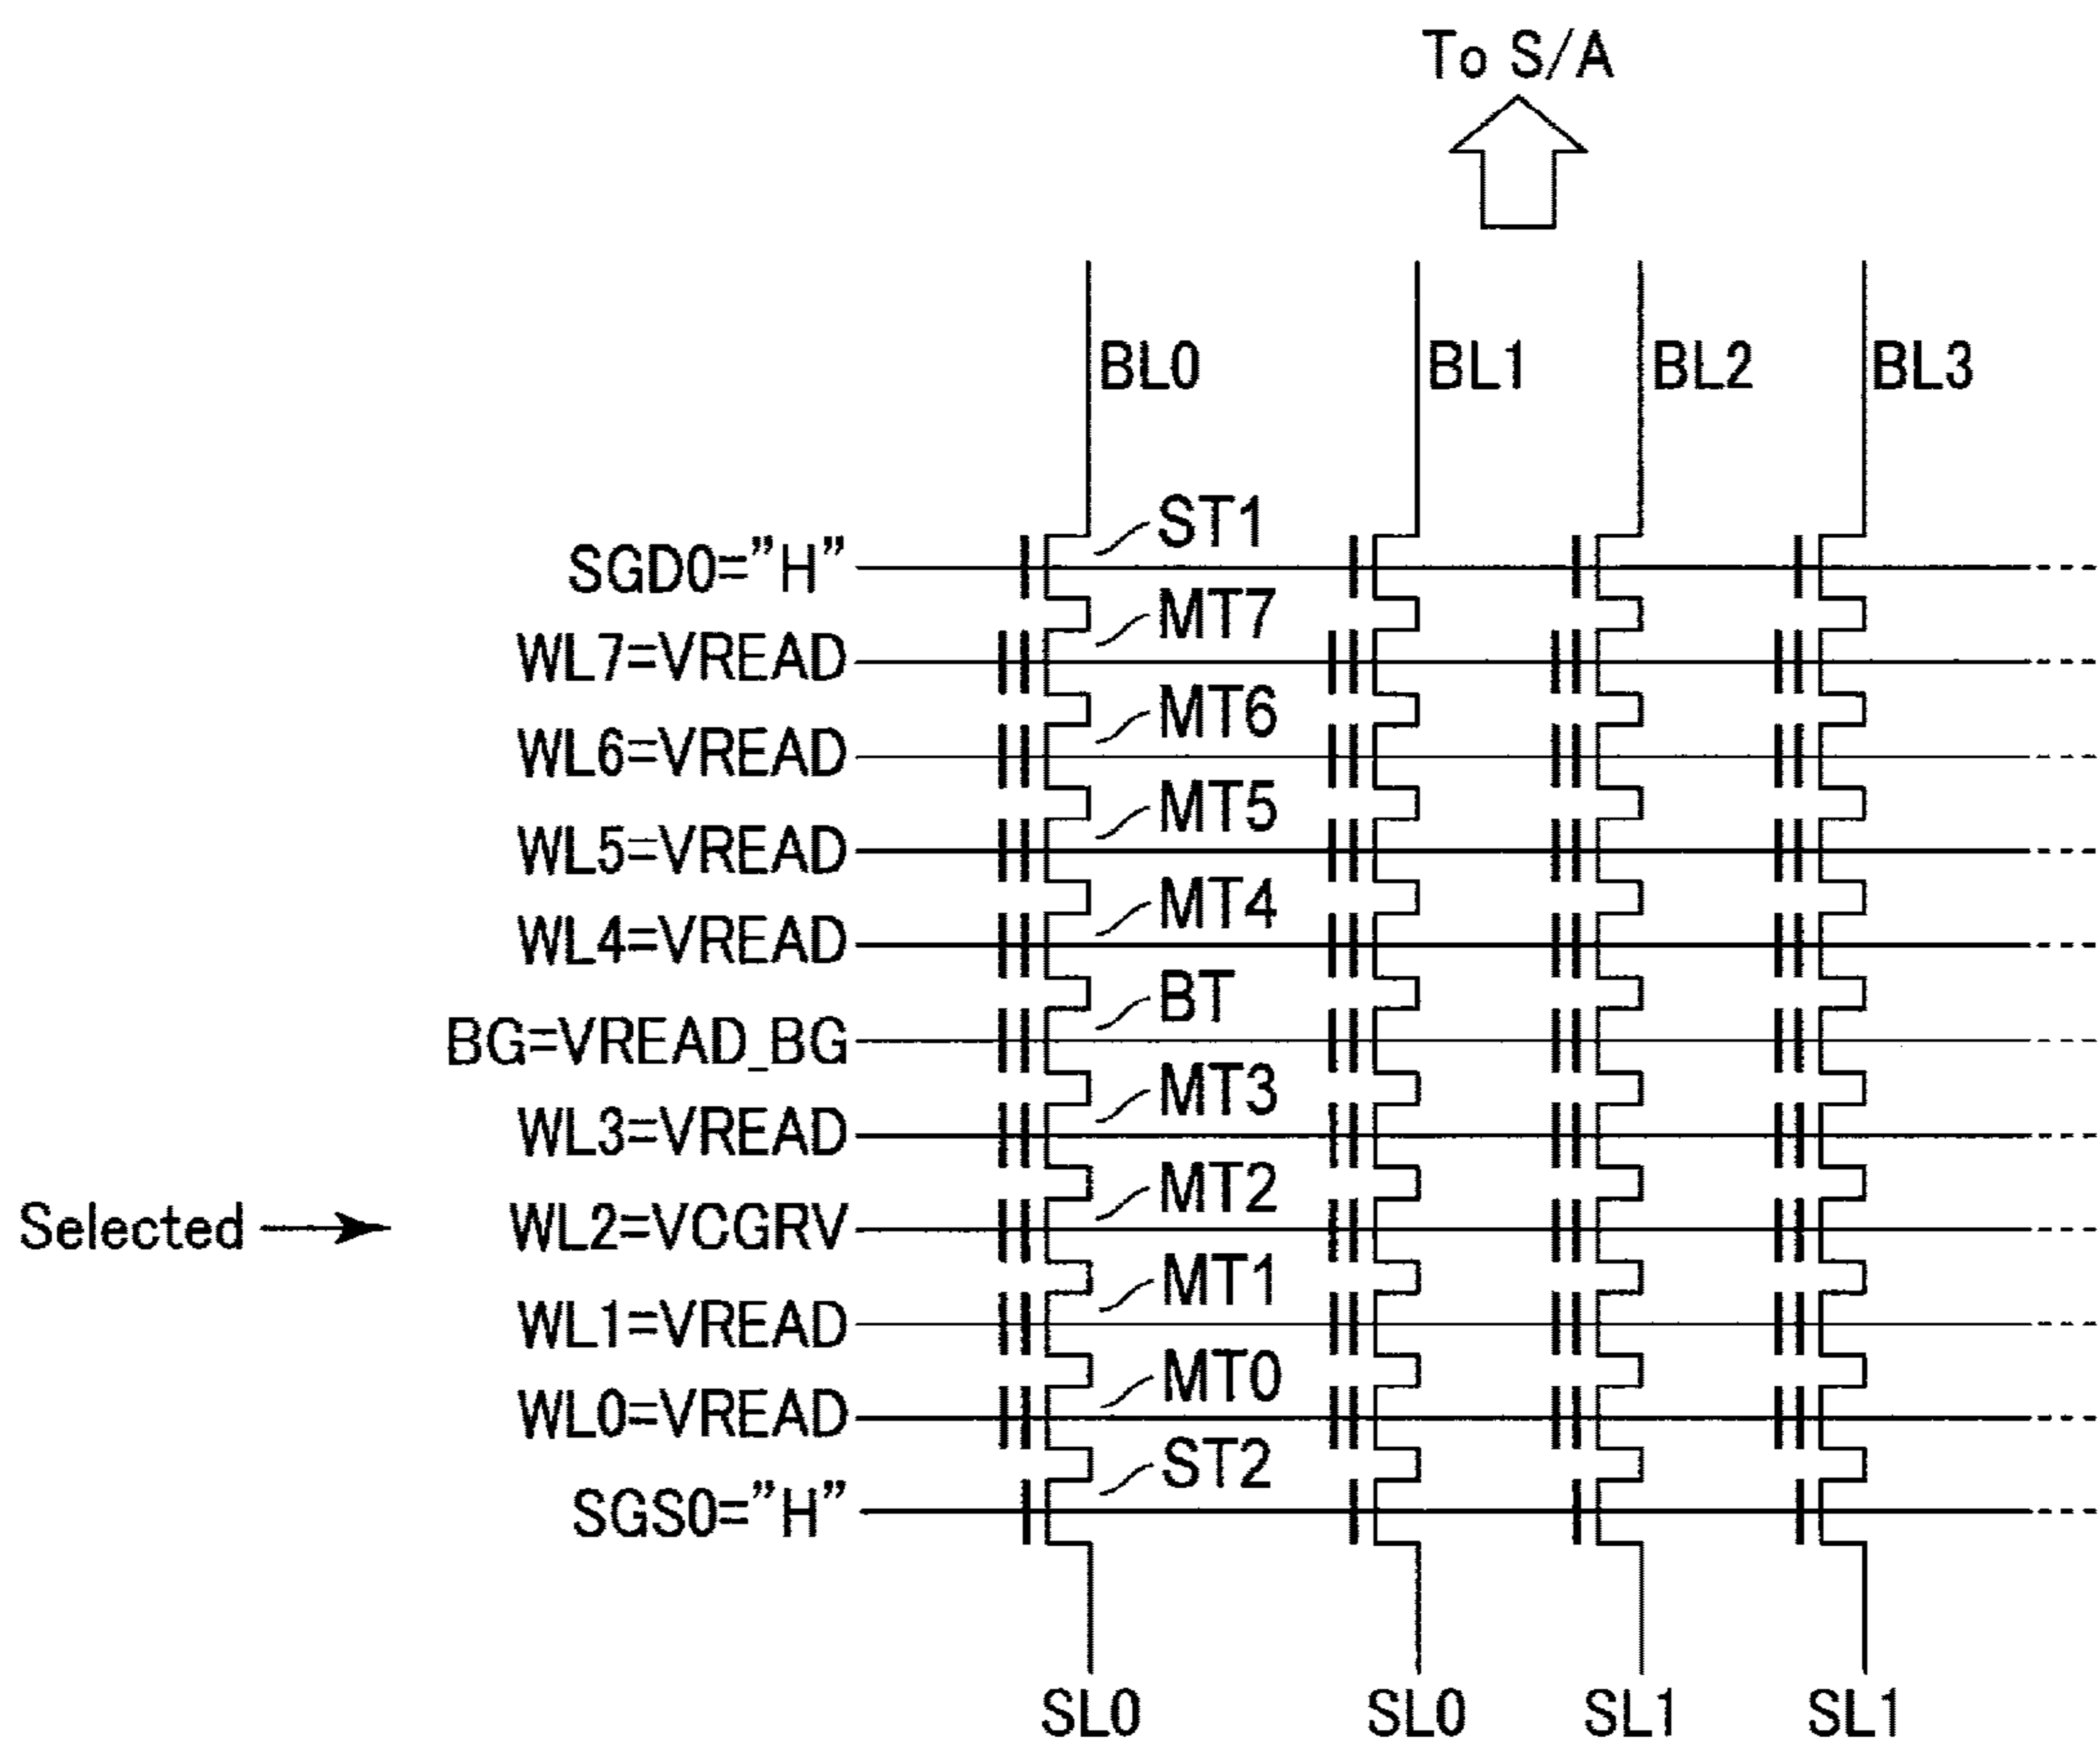 To S/A
BL0 BL1 BL2 BL3
ST1
SGD0="H"
MT7
WL7=VREAD
MT6
WL6=VREAD
MT5
WL5=VREAD
MT4
WL4=VREAD
BT
BG=VREAD_BG
MT3
WL3=VREAD
MT2
Selected WL2=VCGRV
MT1
WL1=VREAD
MT0
WL0=VREAD
ST2
SGS0="H"
SL0 SL0 SL1 SL1